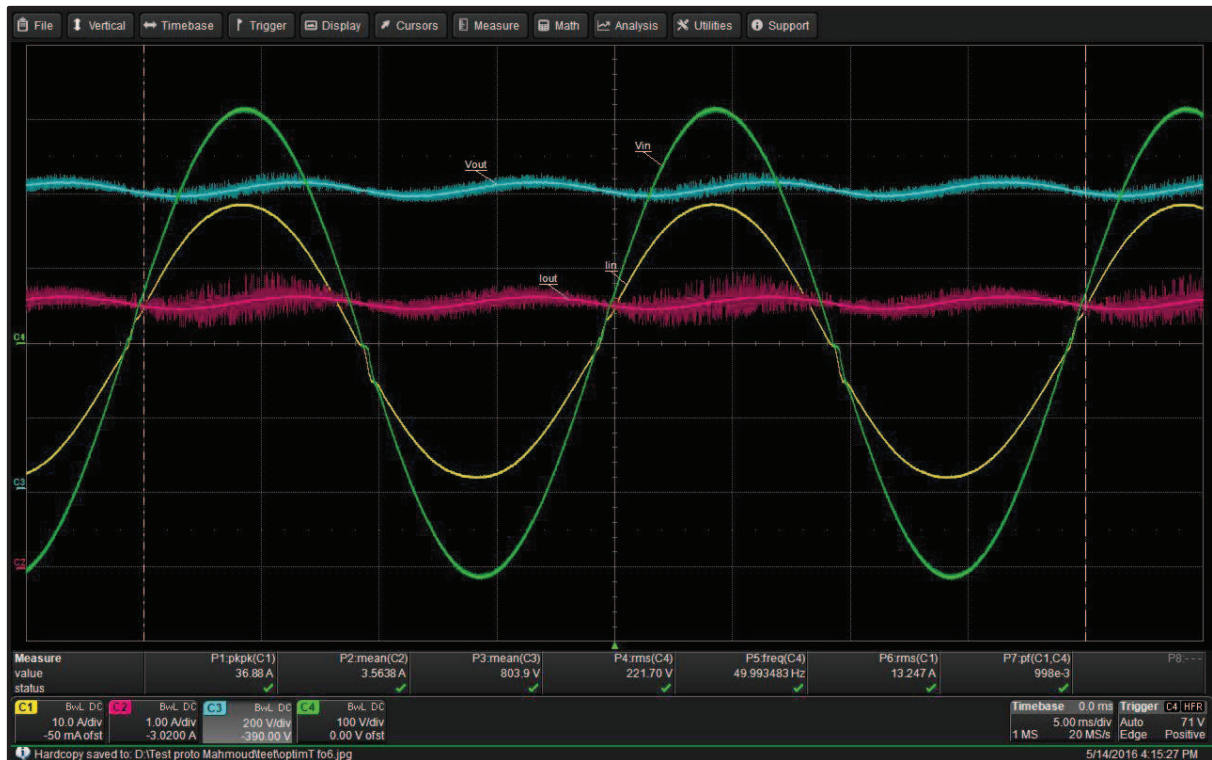 File Vertical Timebase Trigger Display Cursors Measure Math Analysis Utilities Support
Vin
Vout
Iin
Iout
C4
C3
C2
Measure P1:pkpk(C1) P2:mean(C2) P3:mean(C3) P4:rms(C4) P5:freq(C4) P6:rms(C1) P7:pf(C1,C4) P8:---
value 36.88 A 3.5638 A 803.9 V 221.70 V 49.993483 Hz 13.247 A 998e-3
status
C1 BwL DC C2 BwL DC C3 BwL DC C4 BwL DC Timebase 0.0 ms Trigger C4 HFR
10.0 A/div 1.00 A/div 200 V/div 100 V/div 5.00 ms/div Auto 71 V
-50 mA ofst -3.0200 A -390.00 V 0.00 V ofst 1 MS 20 MS/s Edge Positive
Hardcopy saved to: D:\Test proto Mahmoud\teet\optimT fo6.jpg 5/14/2016 4:15:27 PM